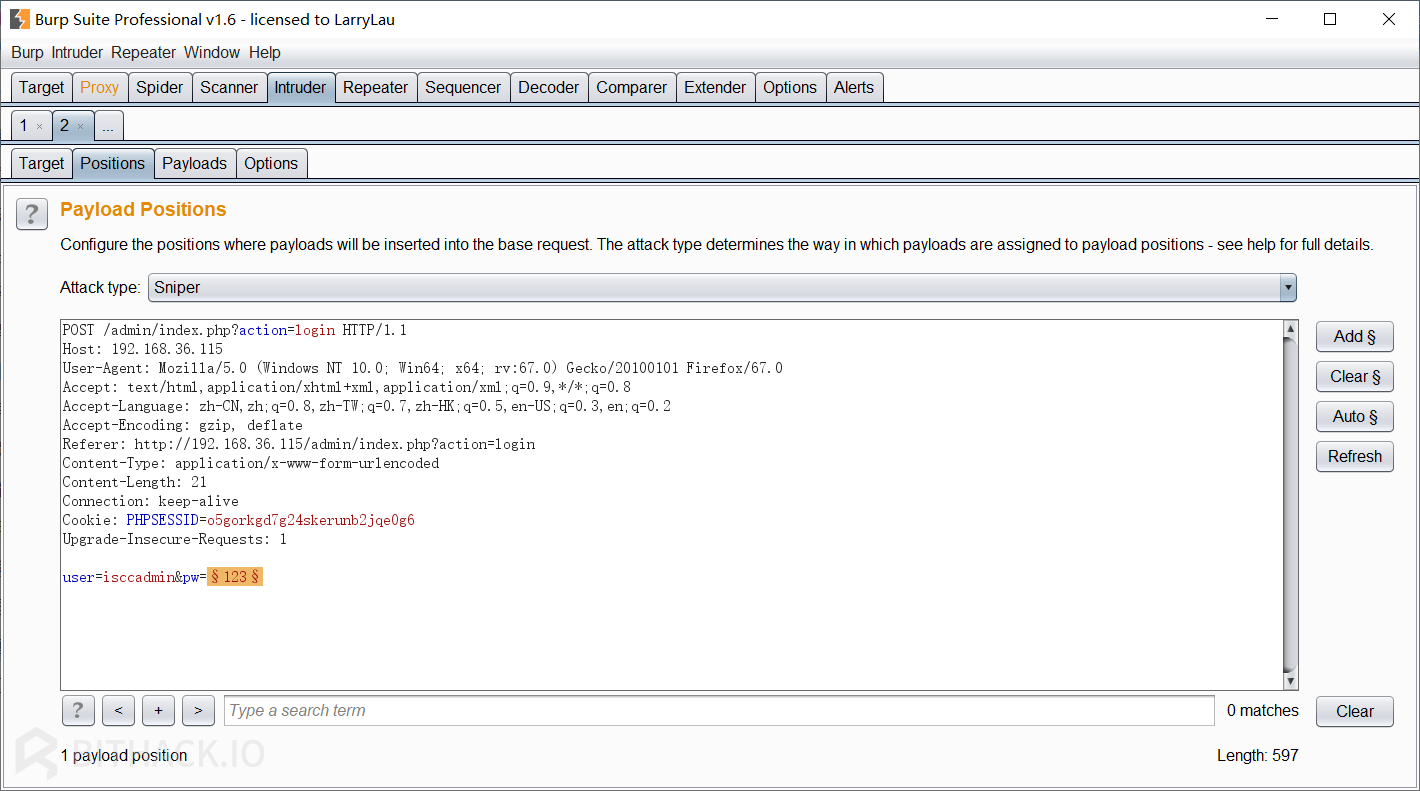 Burp Suite Professional v1.6 - licensed to LarryLau
Burp Intruder Repeater Window Help
Target Proxy Spider Scanner Intruder Repeater Sequencer Decoder Comparer Extender Options Alerts
1 × 2 × ...
Target Positions Payloads Options
? Payload Positions
Configure the positions where payloads will be inserted into the base request. The attack type determines the way in which payloads are assigned to payload positions - see help for full details.
Attack type: Sniper
POST /admin/index.php?action=login HTTP/1.1
Host: 192.168.36.115
User-Agent: Mozilla/5.0 (Windows NT 10.0; Win64; x64; rv:67.0) Gecko/20100101 Firefox/67.0
Accept: text/html,application/xhtml+xml,application/xml;q=0.9,*/*;q=0.8
Accept-Language: zh-CN,zh;q=0.8,zh-TW;q=0.7,zh-HK;q=0.5,en-US;q=0.3,en;q=0.2
Accept-Encoding: gzip, deflate
Referer: http://192.168.36.115/admin/index.php?action=login
Content-Type: application/x-www-form-urlencoded
Content-Length: 21
Connection: keep-alive
Cookie: PHPSESSID=o5gorkgd7g24skerunb2jqe0g6
Upgrade-Insecure-Requests: 1
user=isccadmin&pw=§123§
Add §
Clear §
Auto §
Refresh
? < + > Type a search term 0 matches Clear
1 payload position Length: 597
BITHACK.IO